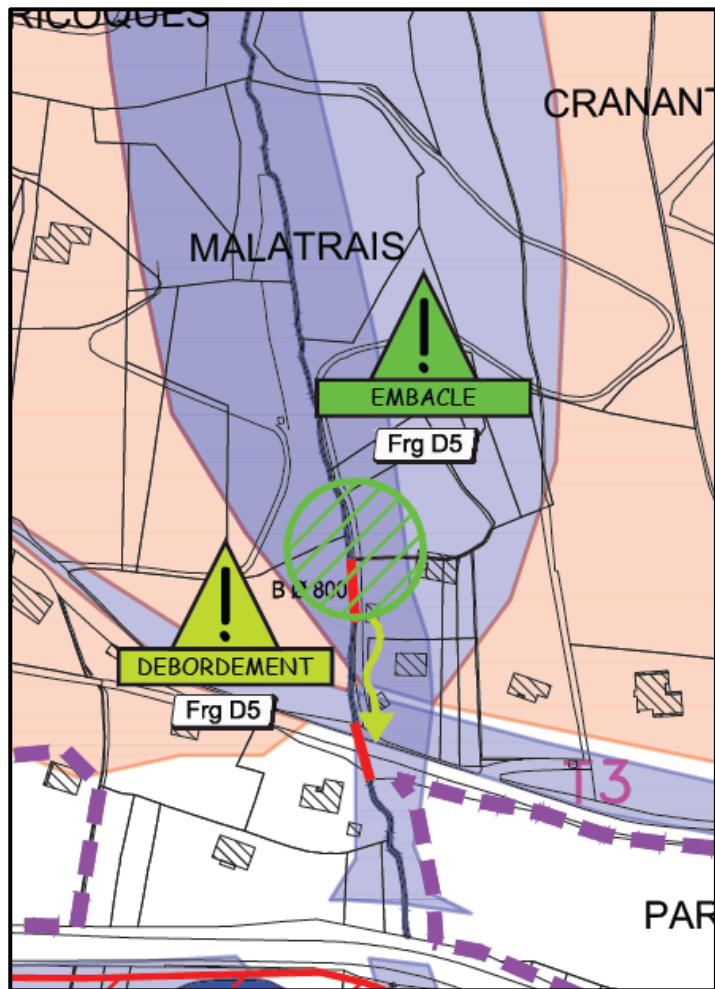 RICOQUES
CRANANT
MALATRAIS
EMBACLE
Frg D5
B Ø 800
DEBORDEMENT
Frg D5
T3
PAR